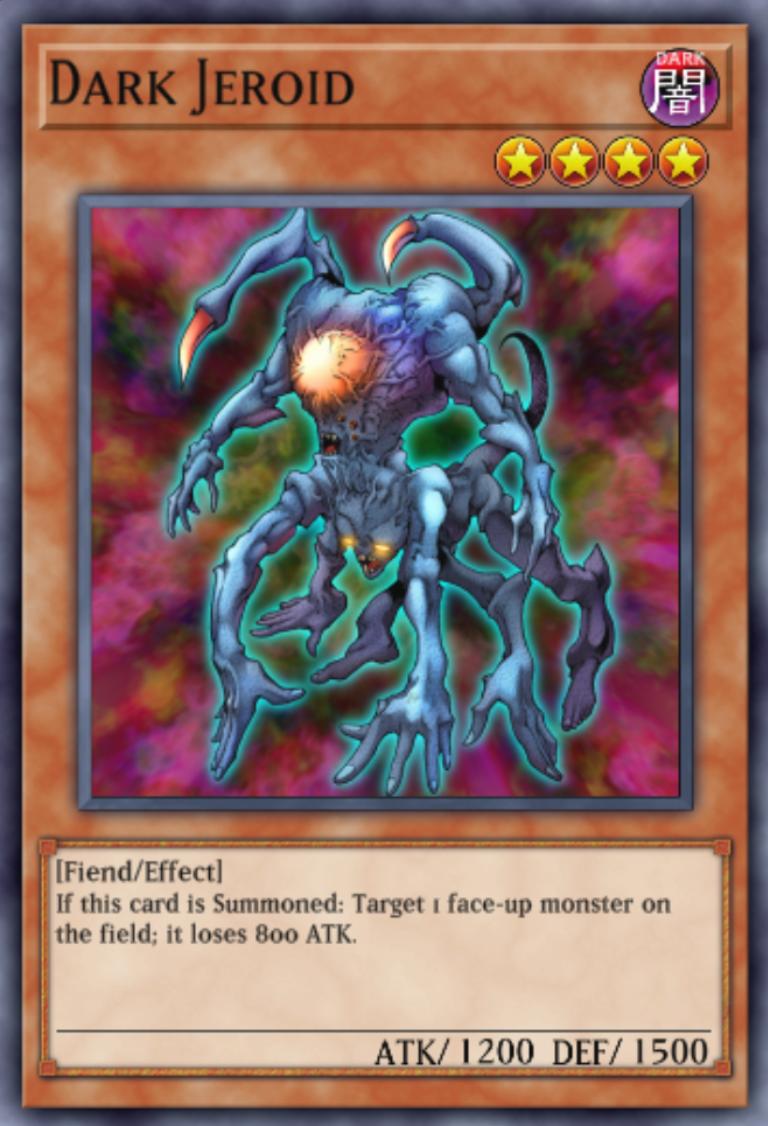 Dark Jeroid
DARK
闇
[Fiend/Effect]
If this card is Summoned: Target 1 face-up monster on
the field; it loses 800 ATK.
ATK/ 1200 DEF/ 1500